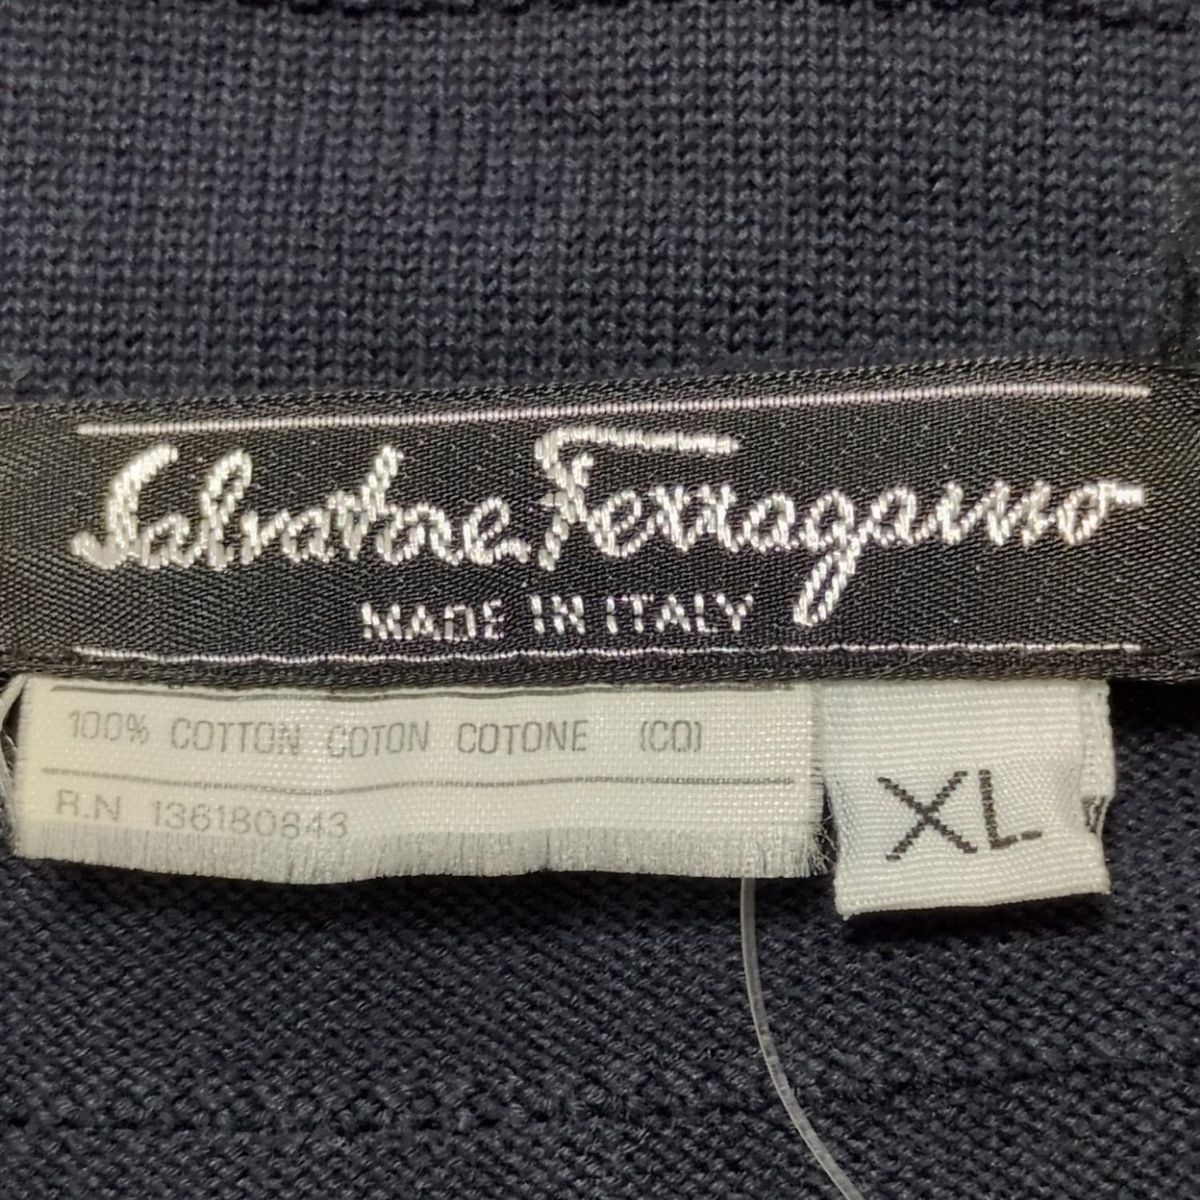 Salvatore Ferragamo
MADE IN ITALY
100% COTTON COTON COTONE (CO)
R.N 136180843
XL